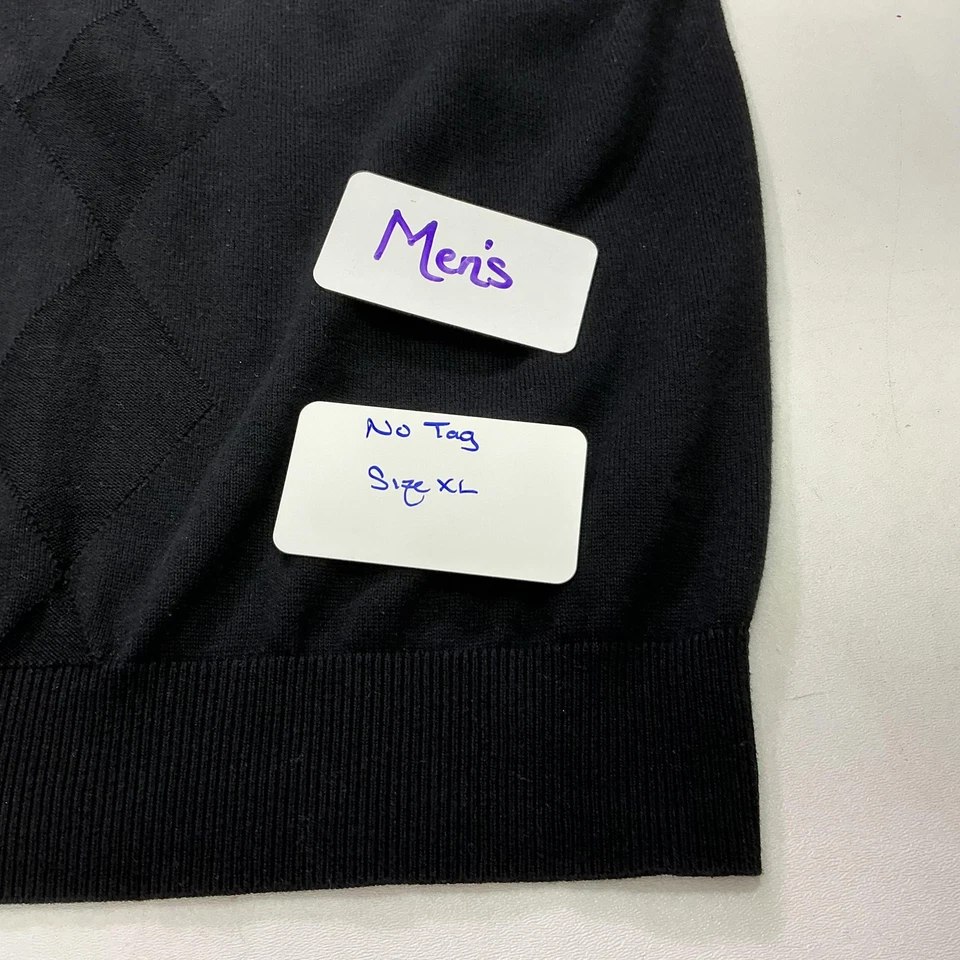 Men's
No Tag
Size XL